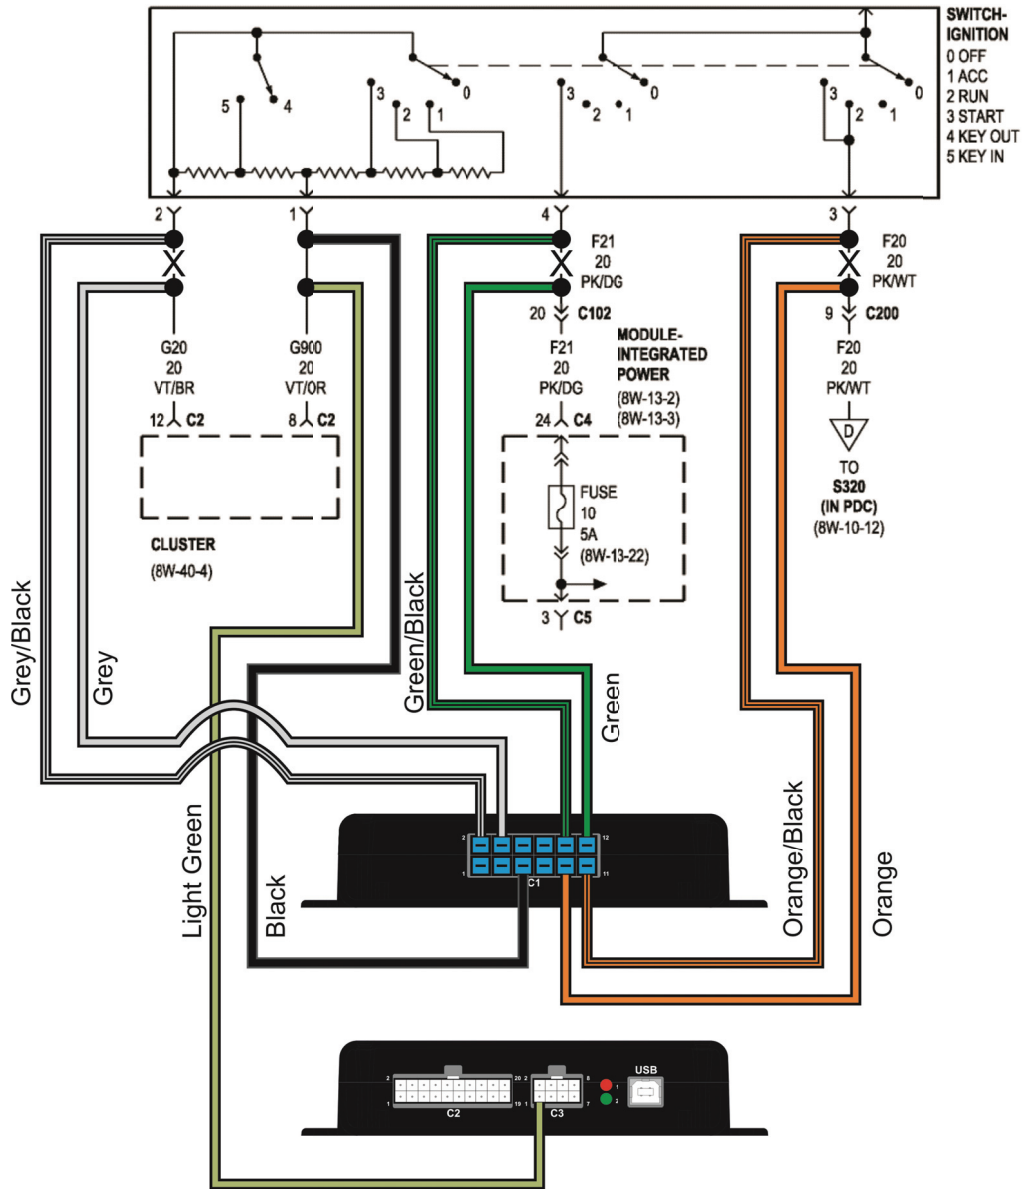 SWITCH-
IGNITION
0 OFF
1 ACC
2 RUN
3 START
4 KEY OUT
5 KEY IN
5 4
3 2 1 0
3 2 1 0
3 2 1 0
2 1 4 3
X X X
F21
20
PK/DG
F20
20
PK/WT
20 C102
9 C200
G20
20
VT/BR
G900
20
VT/OR
F21
20
PK/DG
MODULE-
INTEGRATED
POWER
(8W-13-2)
(8W-13-3)
F20
20
PK/WT
12 C2
8 C2
24 C4
D
TO
S320
(IN PDC)
(8W-10-12)
FUSE
10
5A
(8W-13-22)
CLUSTER
(8W-40-4)
3 C5
Grey/Black
Grey
Green/Black
Green
Light Green
Black
Orange/Black
Orange
2 12
1 11
C1
USB
2 20 2 8
1 19 1 7
C2 C3